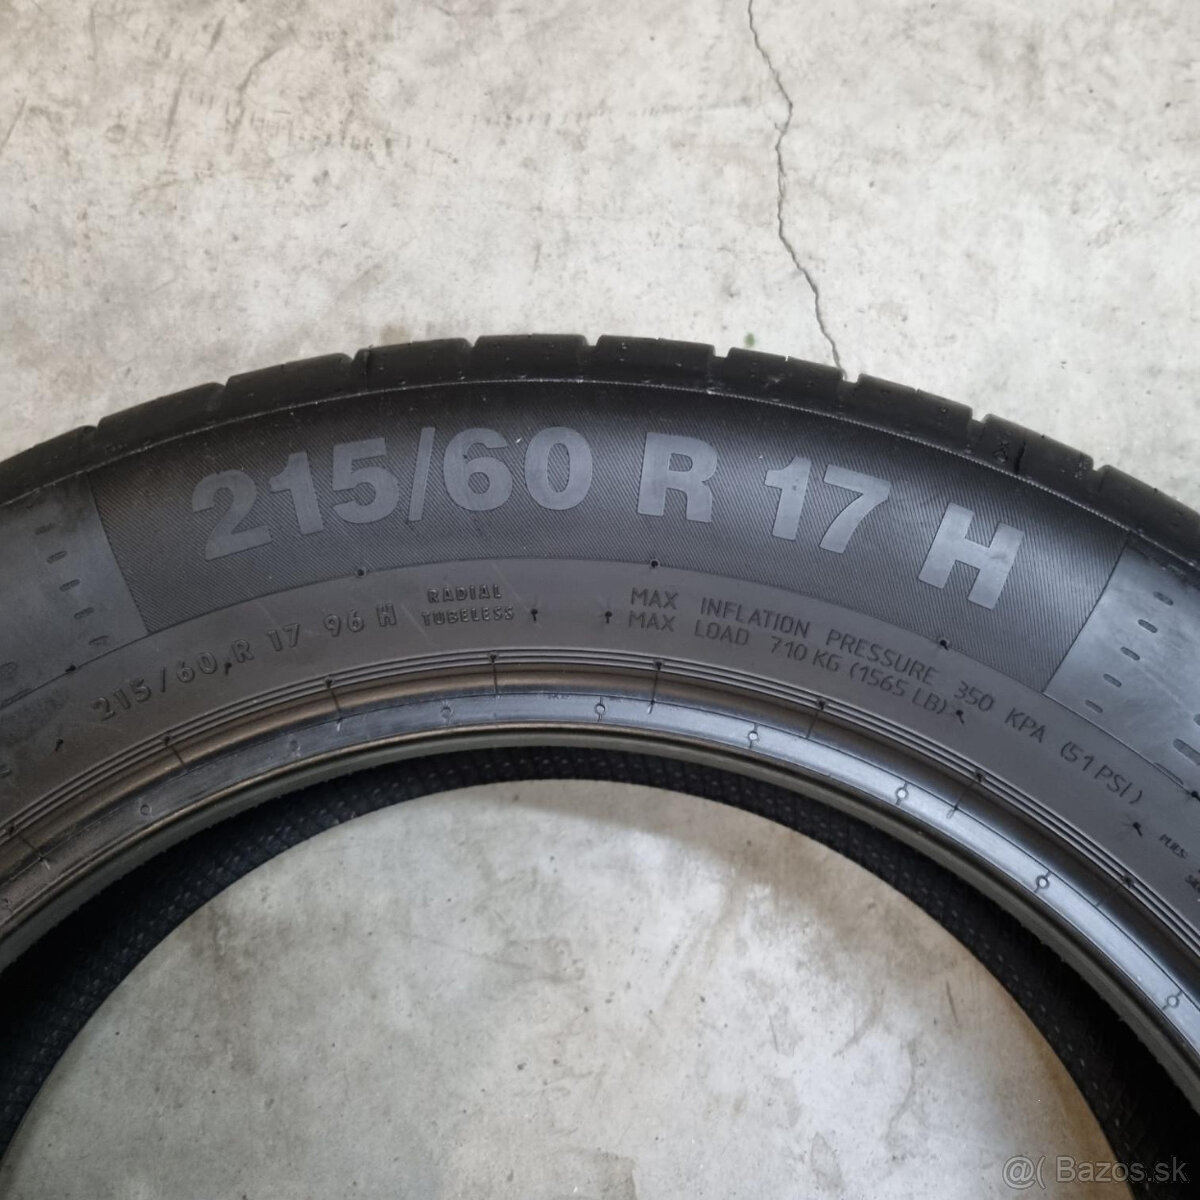 215/60 R 17 H
215/60 R 17 96 H
RADIAL
TUBELESS
MAX INFLATION PRESSURE 350 KPA (51 PSI)
MAX LOAD 710 KG (1565 LB)
@( Bazos.sk